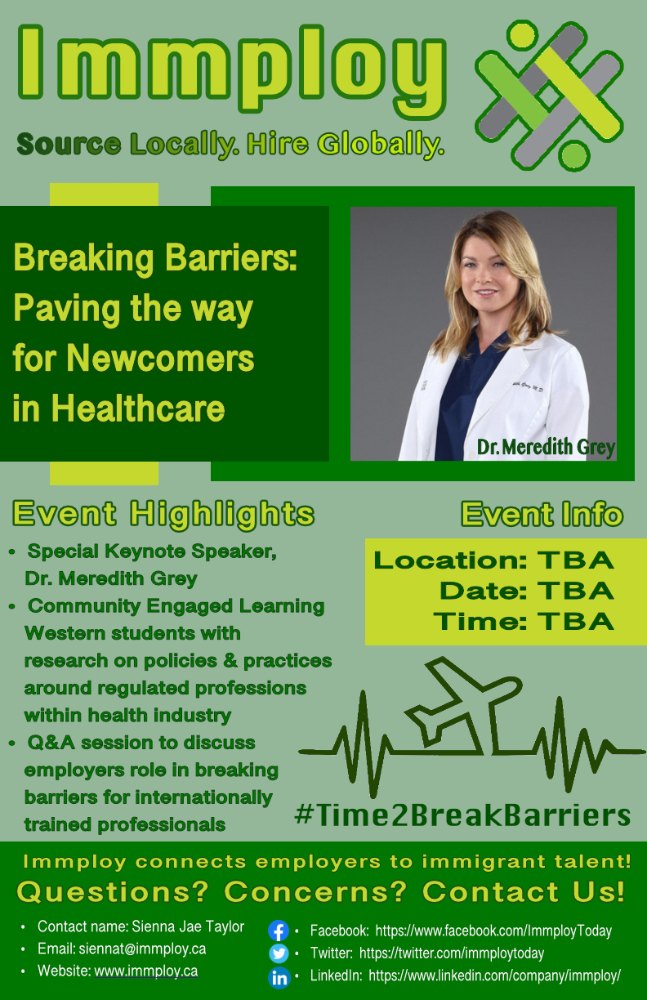 Immploy
Source Locally. Hire Globally.
Breaking Barriers:
Paving the way
for Newcomers
in Healthcare
Grey M.D
Dr. Meredith Grey
Event Highlights
• Special Keynote Speaker,
Dr. Meredith Grey
• Community Engaged Learning
Western students with
research on policies & practices
around regulated professions
within health industry
• Q&A session to discuss
employers role in breaking
barriers for internationally
trained professionals
Event Info
Location: TBA
Date: TBA
Time: TBA
#Time2BreakBarriers
Immploy connects employers to immigrant talent!
Questions? Concerns? Contact Us!
• Contact name: Sienna Jae Taylor
• Email: siennat@immploy.ca
• Website: www.immploy.ca
• Facebook: https://www.facebook.com/ImmployToday
• Twitter: https://twitter.com/immploytoday
• LinkedIn: https://www.linkedin.com/company/immploy/